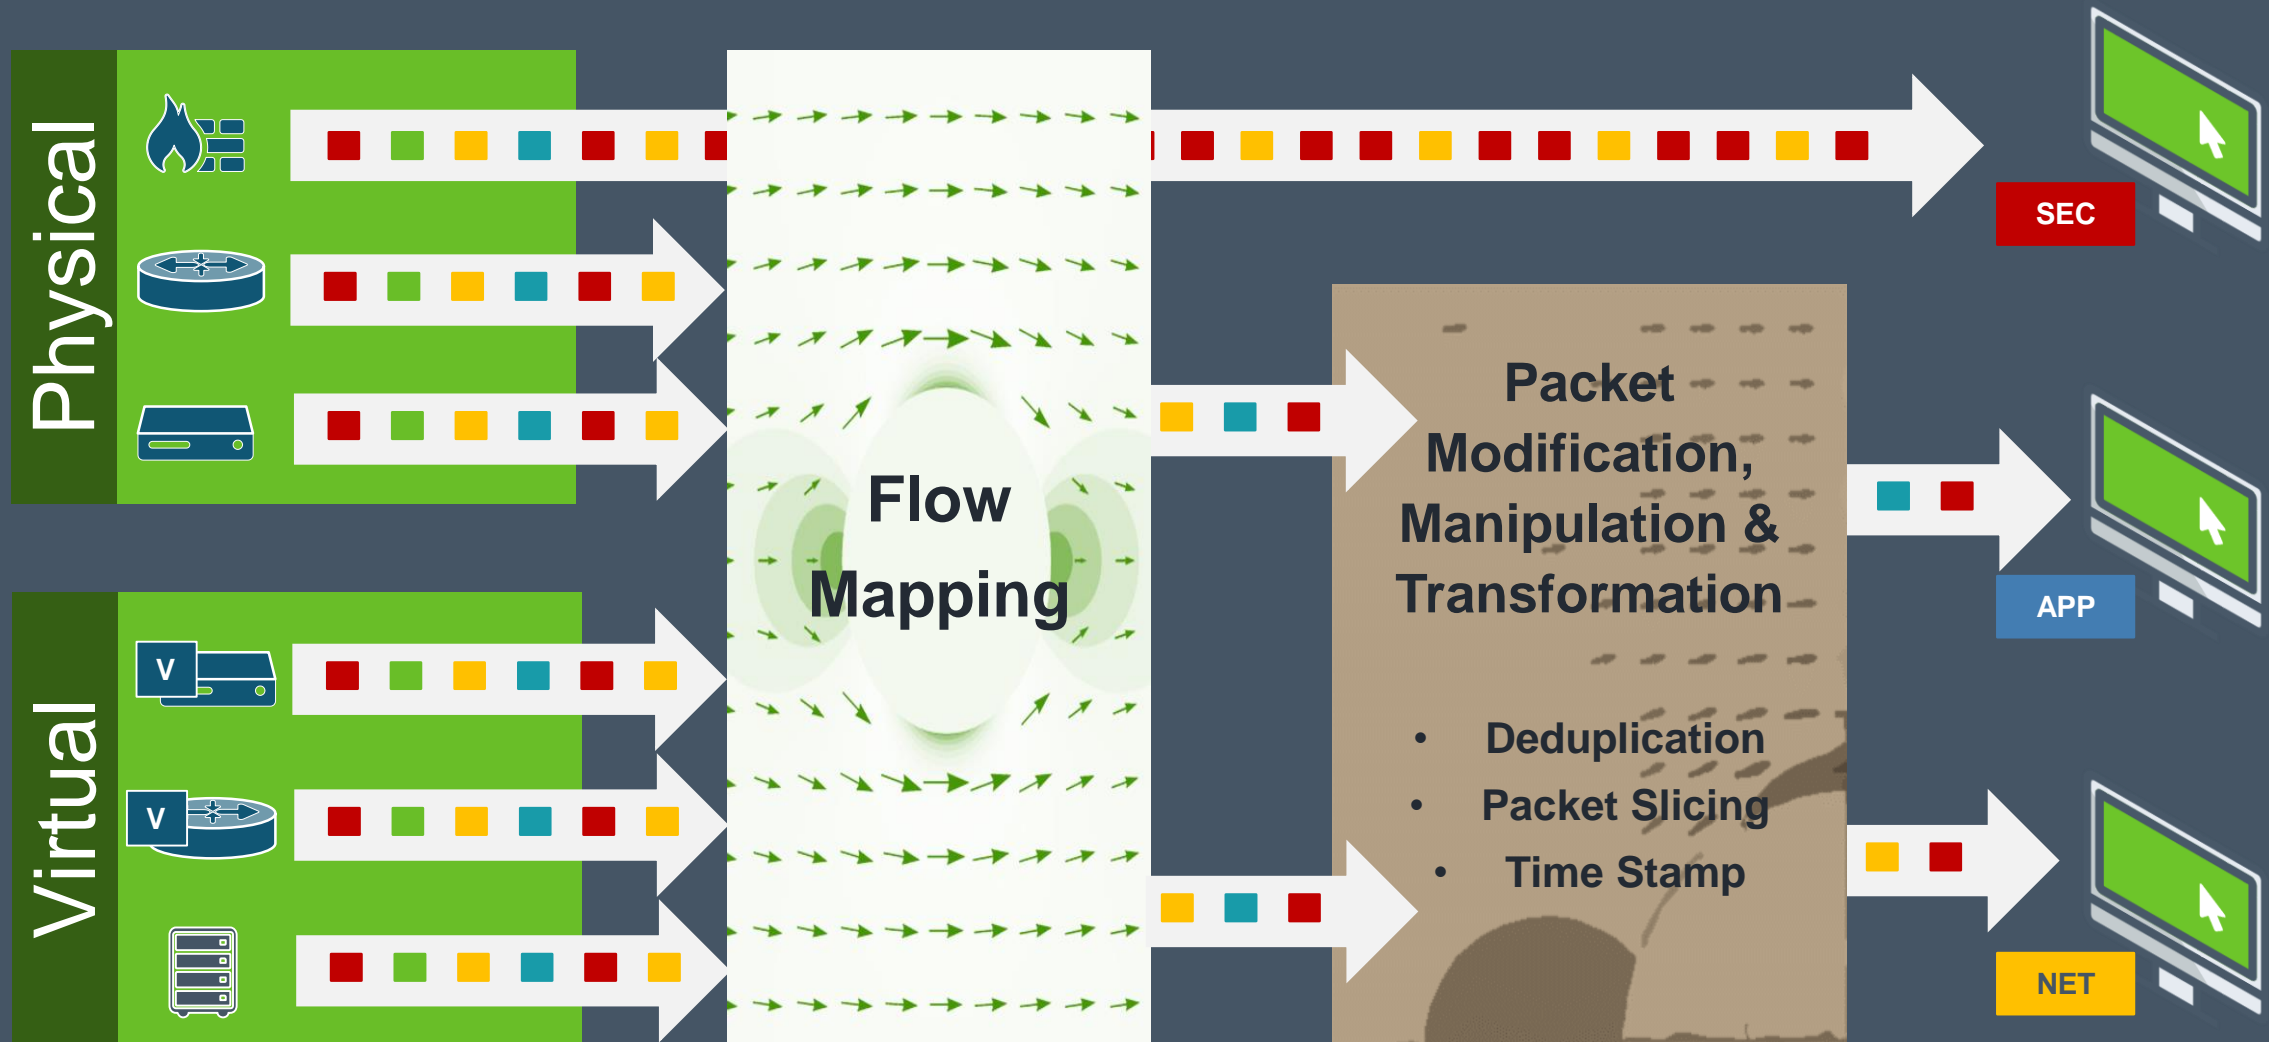 Physical
SEC
Flow
Mapping
Packet
Modification,
Manipulation &
Transformation
APP
Virtual
V
V
• Deduplication
• Packet Slicing
• Time Stamp
NET